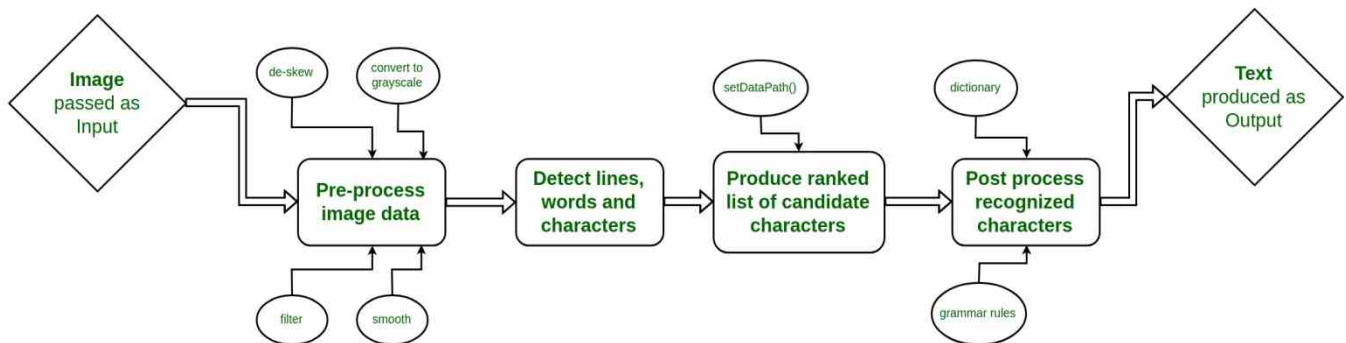 Image
passed as
Input
de-skew
convert to
grayscale
Pre-process
image data
filter
smooth
Detect lines,
words and
characters
setDataPath()
Produce ranked
list of candidate
characters
dictionary
Post process
recognized
characters
grammar rules
Text
produced as
Output